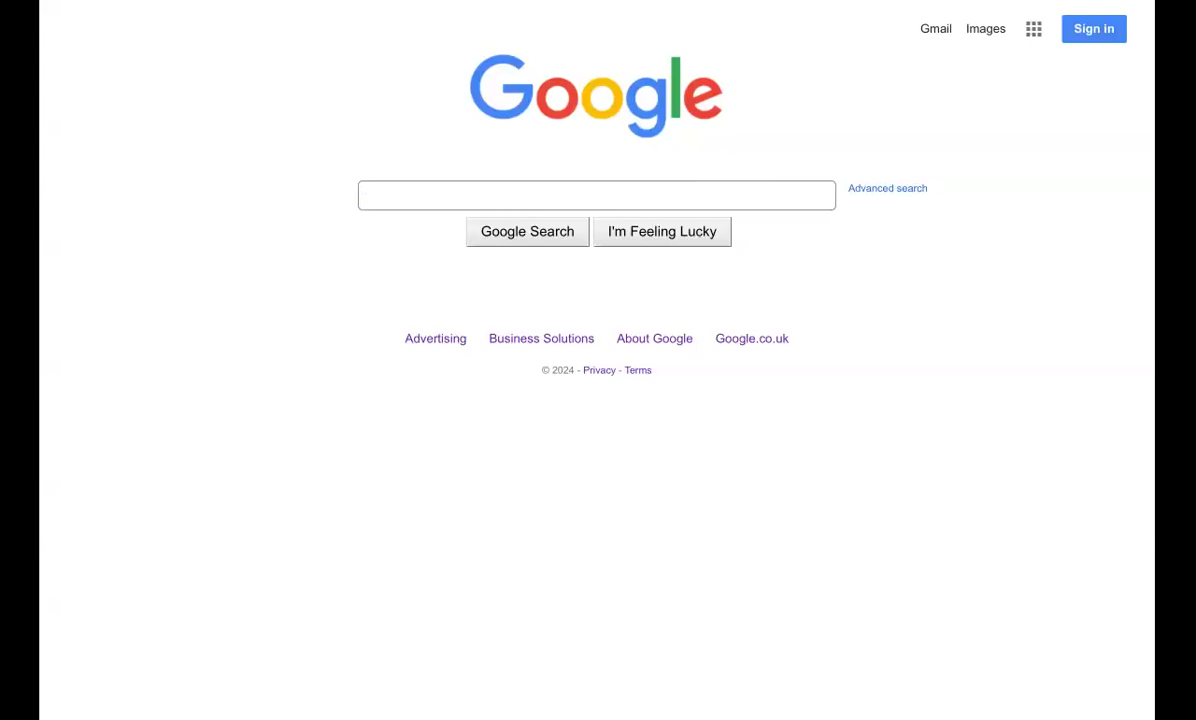 Gmail Images Sign in
Google
Advanced search
Google Search I'm Feeling Lucky
Advertising Business Solutions About Google Google.co.uk
© 2024 - Privacy - Terms